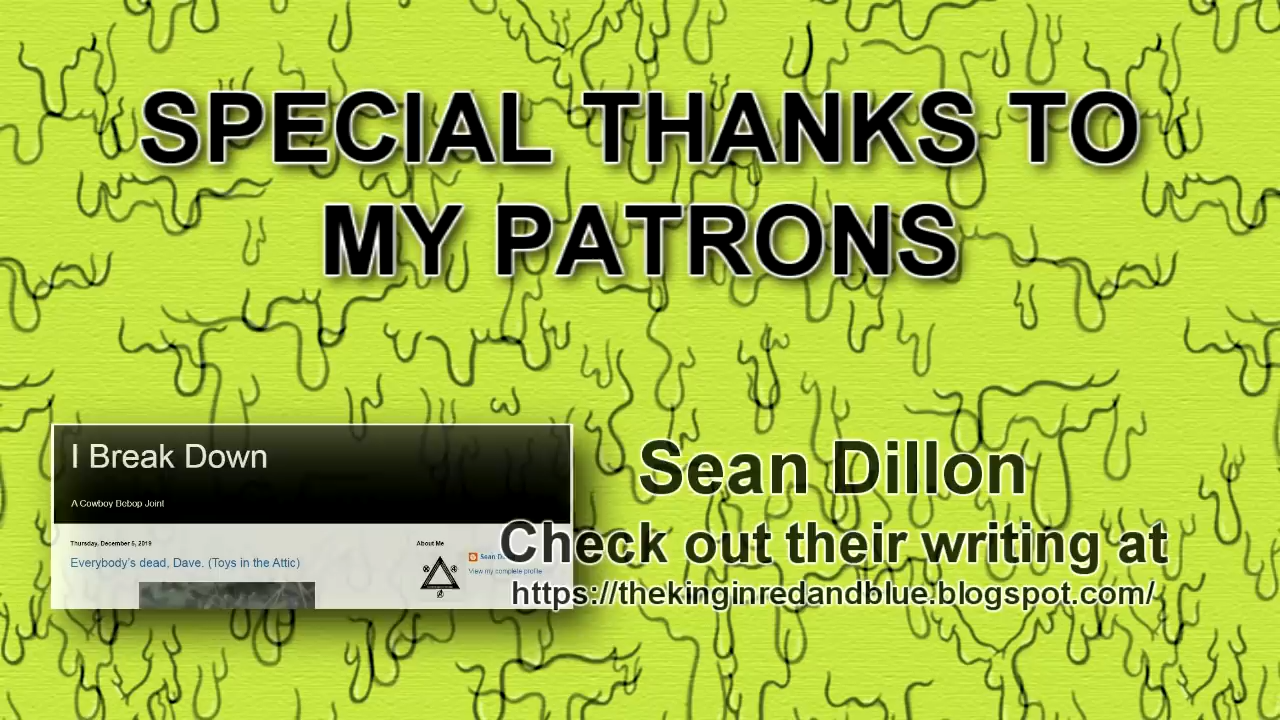 SPECIAL THANKS TO
MY PATRONS
I Break Down
A Cowboy Bebop Joint
Thursday, December 5, 2019
Everybody's dead, Dave. (Toys in the Attic)
About Me
Sean
View my complete profile
Sean Dillon
Check out their writing at
https://thekinginredandblue.blogspot.com/